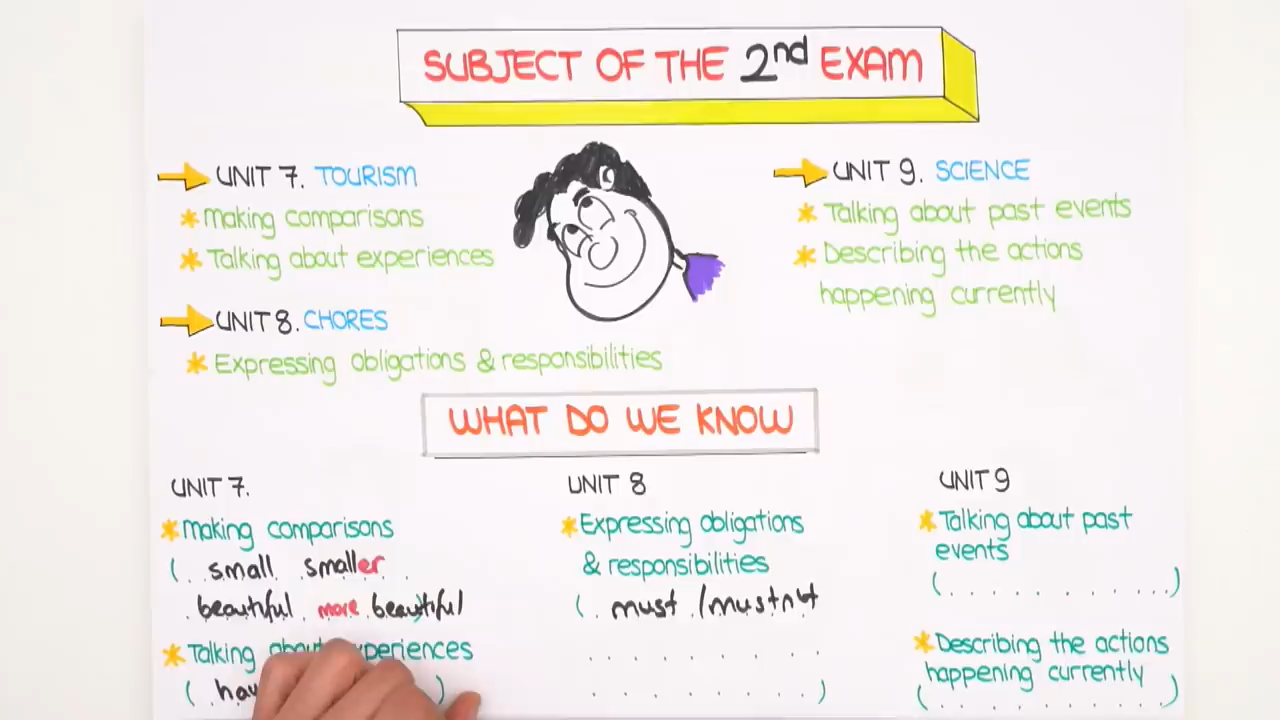 SUBJECT OF THE 2nd EXAM
UNIT 7. TOURISM
* Making comparisons
* Talking about experiences
UNIT 8. CHORES
* Expressing obligations & responsibilities
UNIT 9. SCIENCE
* Talking about past events
* Describing the actions
happening currently
WHAT DO WE KNOW
UNIT 7.
* Making comparisons
( small smaller
beautiful more beautiful )
* Talking about experiences
( )
UNIT 8
* Expressing obligations
& responsibilities
( must / mustn't
)
UNIT 9
* Talking about past
events
( . . . . . . . . . . . )
* Describing the actions
happening currently
( . . . . . . . . . . . )